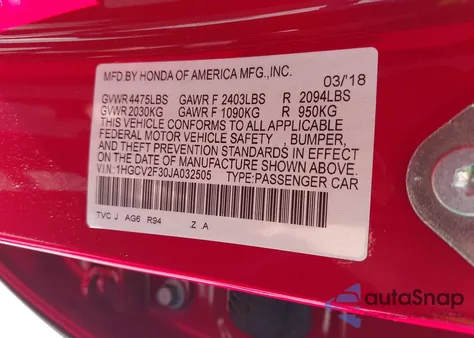 MFD.BY HONDA OF AMERICA MFG.,INC. 03/18
GVWR 4475LBS GAWR F 2403LBS R 2094LBS
GVWR 2030KG GAWR F 1090KG R 950KG
THIS VEHICLE CONFORMS TO ALL APPLICABLE
FEDERAL MOTOR VEHICLE SAFETY , BUMPER,
AND THEFT PREVENTION STANDARDS IN EFFECT
ON THE DATE OF MANUFACTURE SHOWN ABOVE.
V.I.N.:1HGCV2F30JA032505 TYPE:PASSENGER CAR
TVC J AG6 R94 .Z .A
autoSnap